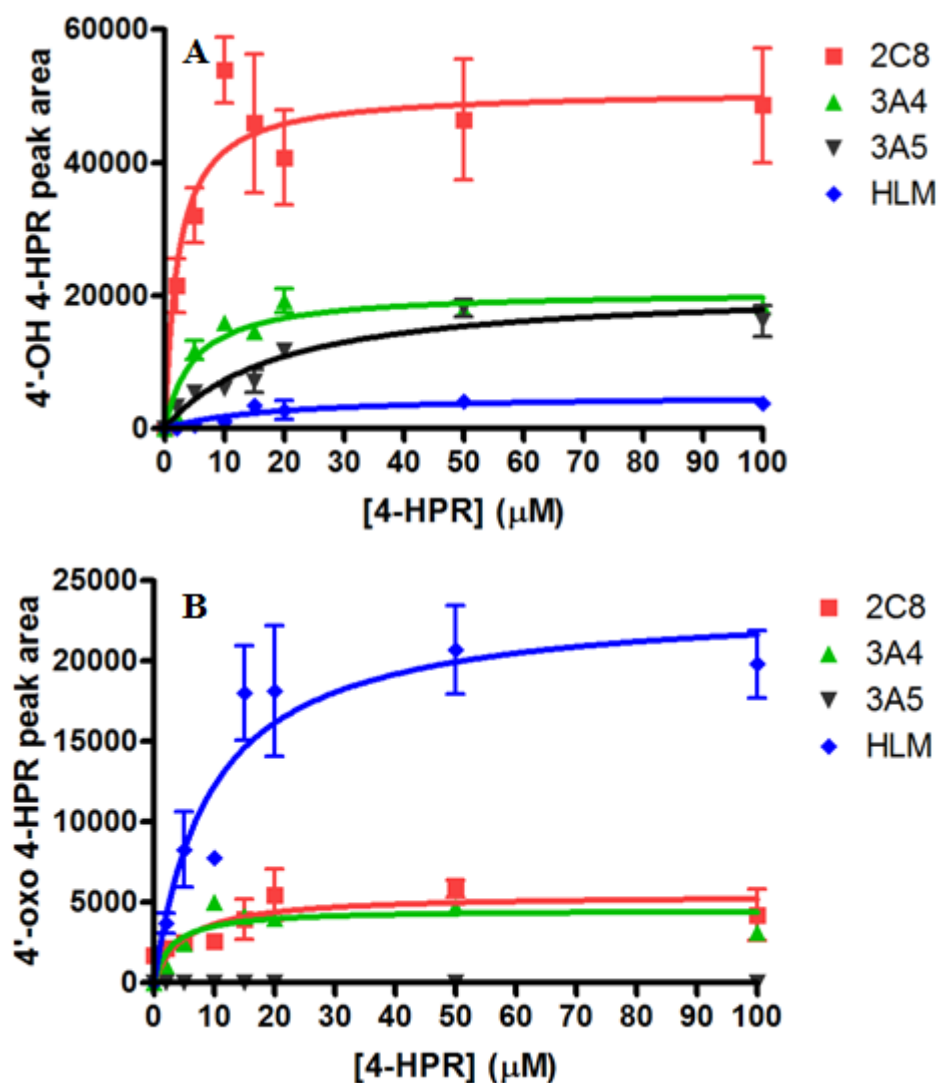 A
4'-OH 4-HPR peak area
60000
40000
20000
0
0 10 20 30 40 50 60 70 80 90 100
[4-HPR] (μM)
2C8
3A4
3A5
HLM
B
4'-oxo 4-HPR peak area
25000
20000
15000
10000
5000
0
0 10 20 30 40 50 60 70 80 90 100
[4-HPR] (μM)
2C8
3A4
3A5
HLM